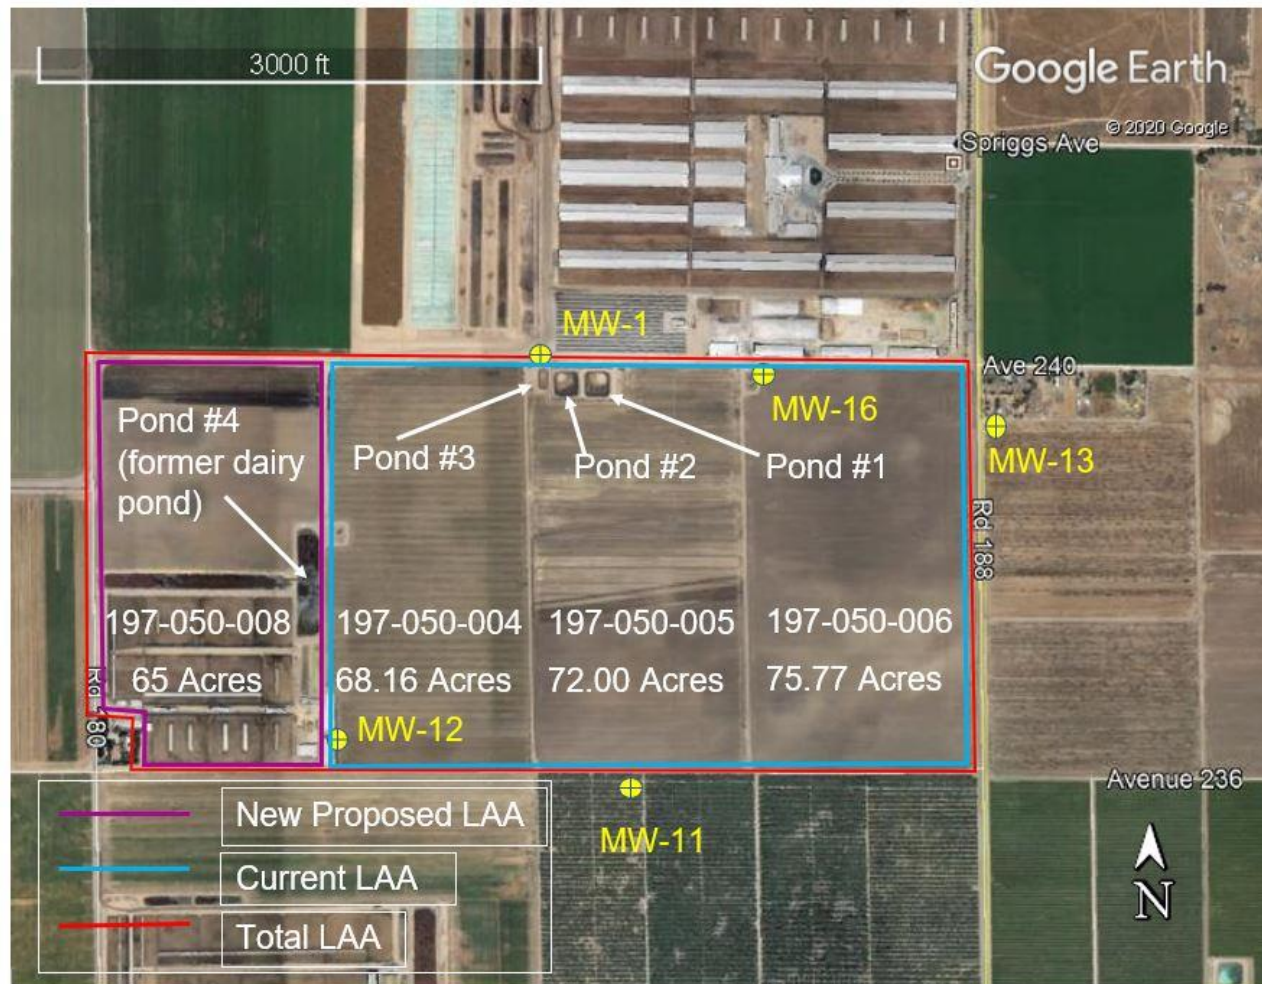 3000 ft
Google Earth
© 2020 Google
Spriggs Ave
MW-1
Ave 240
MW-16
Pond #4
(former dairy
pond)
Pond #3
Pond #2
Pond #1
MW-13
Rd 188
197-050-008
65 Acres
197-050-004
68.16 Acres
197-050-005
72.00 Acres
197-050-006
75.77 Acres
Rd 180
MW-12
Avenue 236
MW-11
New Proposed LAA
Current LAA
Total LAA
N